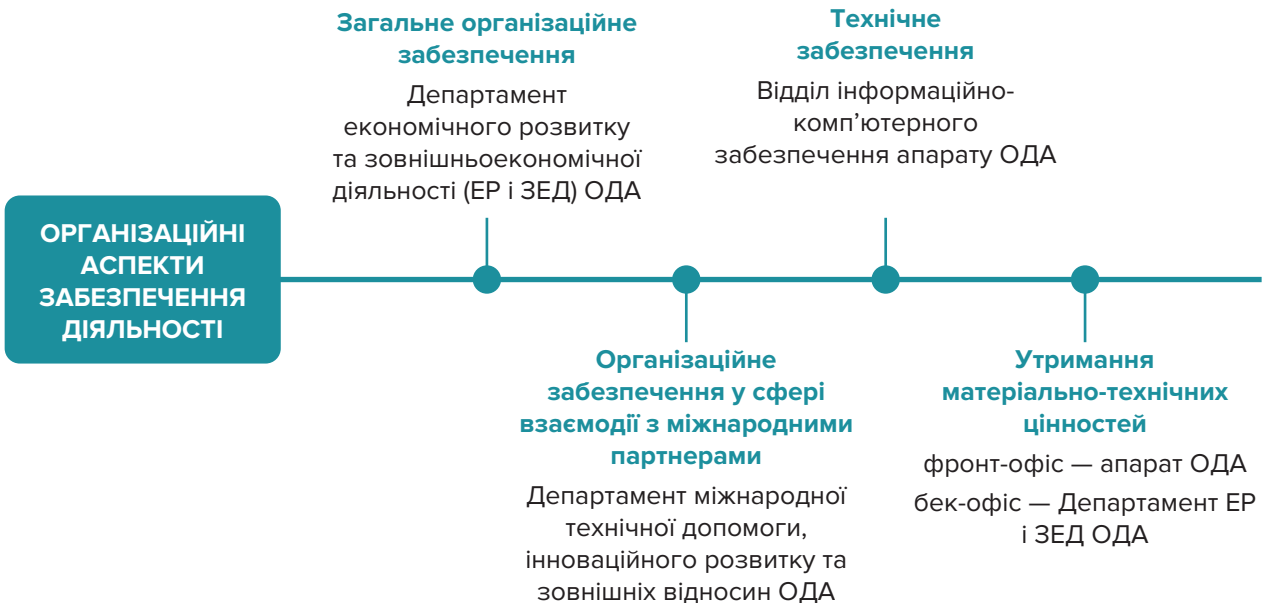 Загальне організаційне
забезпечення
Департамент
економічного розвитку
та зовнішньоекономічної
діяльності (ЕР і ЗЕД) ОДА
Технічне
забезпечення
Відділ інформаційно-
комп’ютерного
забезпечення апарату ОДА
ОРГАНІЗАЦІЙНІ
АСПЕКТИ
ЗАБЕЗПЕЧЕННЯ
ДІЯЛЬНОСТІ
Організаційне
забезпечення у сфері
взаємодії з міжнародними
партнерами
Департамент міжнародної
технічної допомоги,
інноваційного розвитку та
зовнішніх відносин ОДА
Утримання
матеріально-технічних
цінностей
фронт-офіс — апарат ОДА
бек-офіс — Департамент ЕР
і ЗЕД ОДА